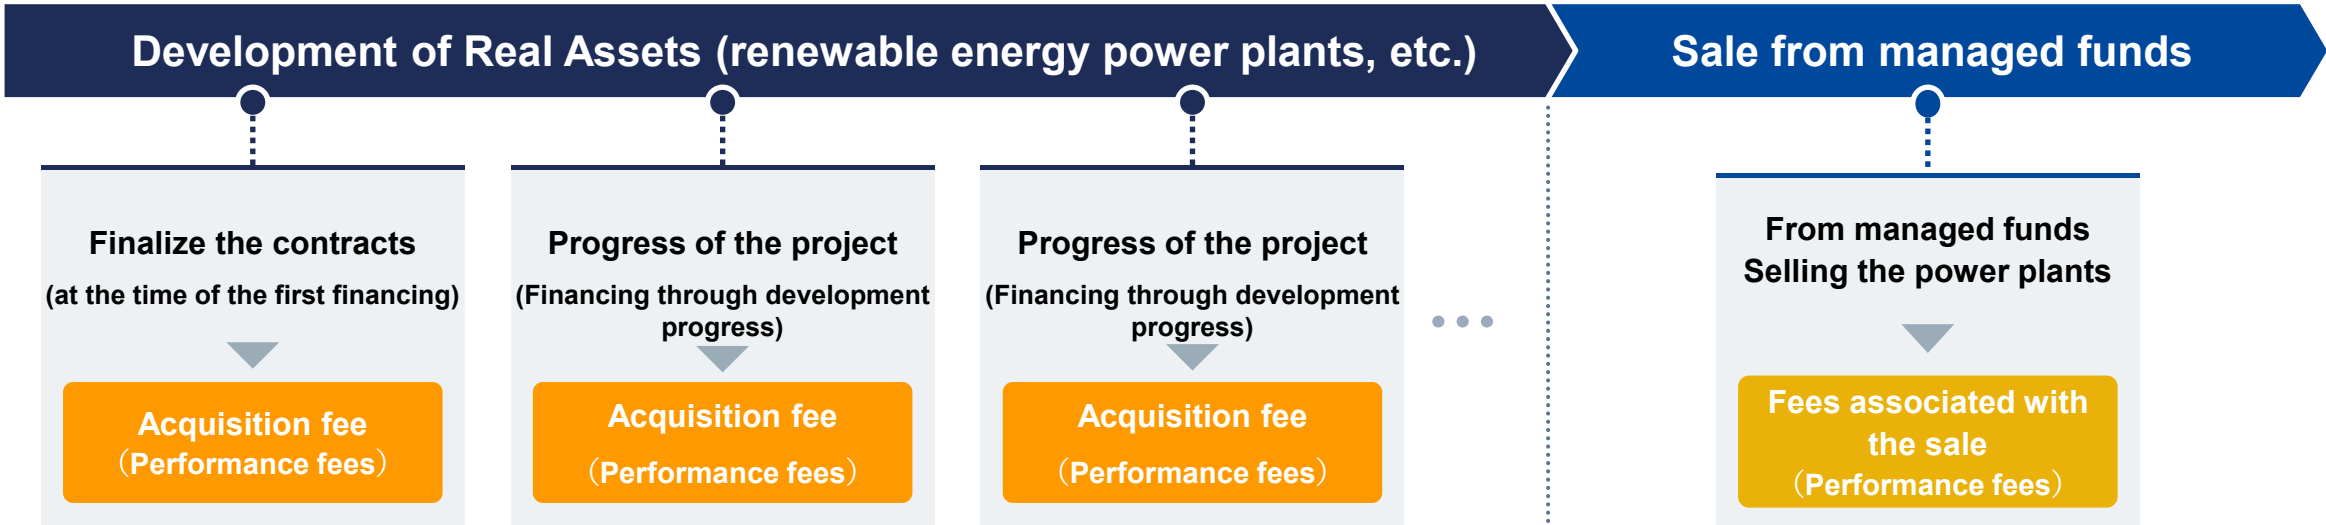 Development of Real Assets (renewable energy power plants, etc.)
Sale from managed funds
Finalize the contracts
(at the time of the first financing)
Acquisition fee
（Performance fees）
Progress of the project
(Financing through development
progress)
Acquisition fee
（Performance fees）
Progress of the project
(Financing through development
progress)
Acquisition fee
（Performance fees）
•••
From managed funds
Selling the power plants
Fees associated with
the sale
（Performance fees）